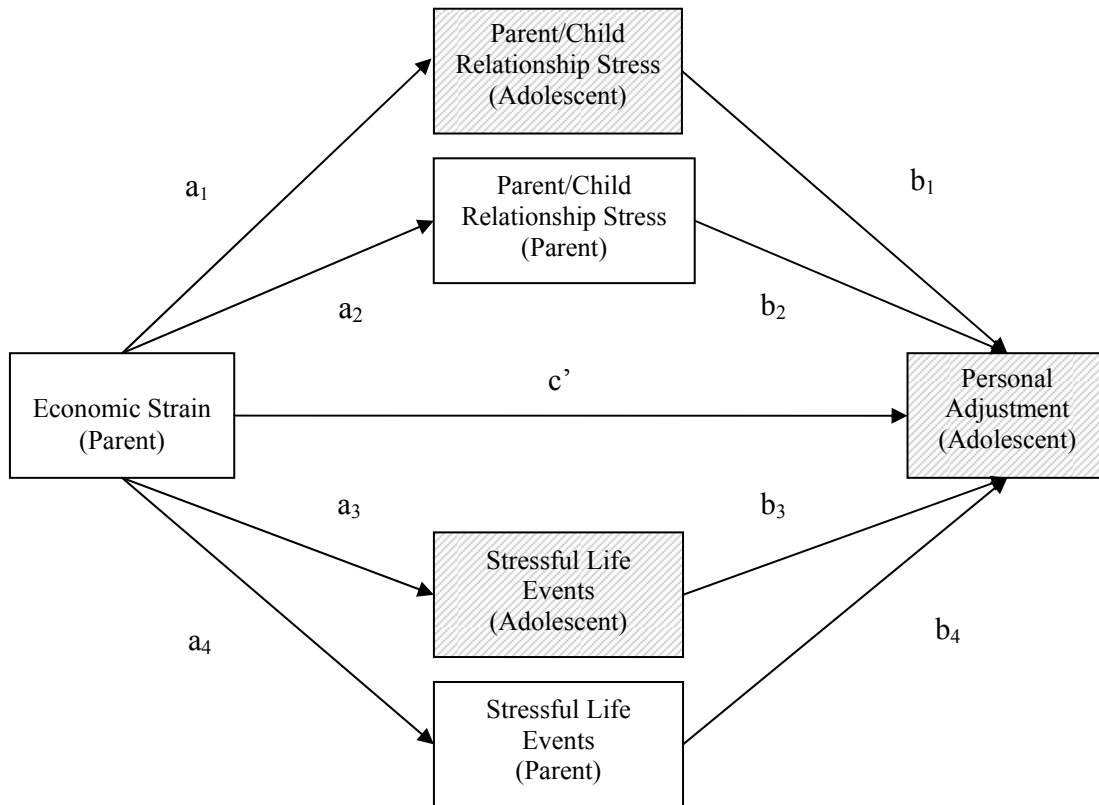 Parent/Child
Relationship Stress
(Adolescent)
a₁
b₁
Parent/Child
Relationship Stress
(Parent)
a₂
b₂
Economic Strain
(Parent)
c’
Personal
Adjustment
(Adolescent)
a₃
b₃
Stressful Life
Events
(Adolescent)
a₄
b₄
Stressful Life
Events
(Parent)